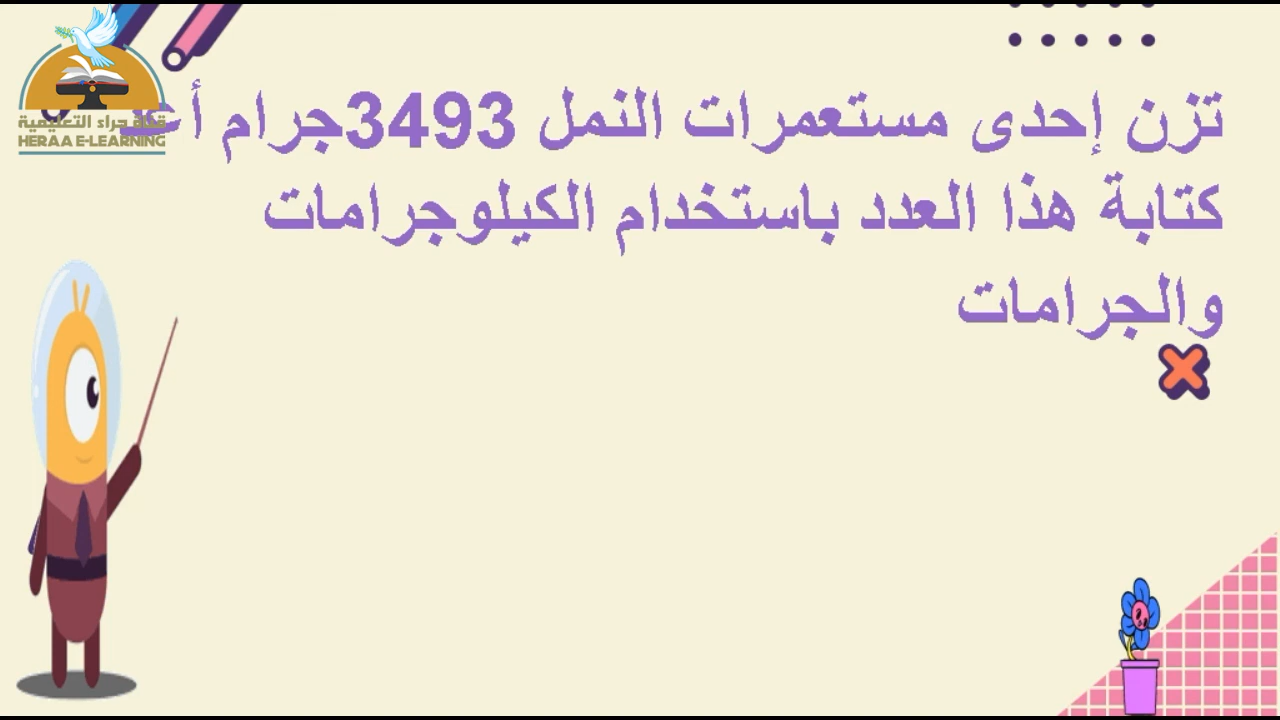 قناة حراء التعليمية
HERAA E-LEARNING
تزن إحدى مستعمرات النمل 3493جرام
كتابة هذا العدد باستخدام الكيلوجرامات
والجرامات